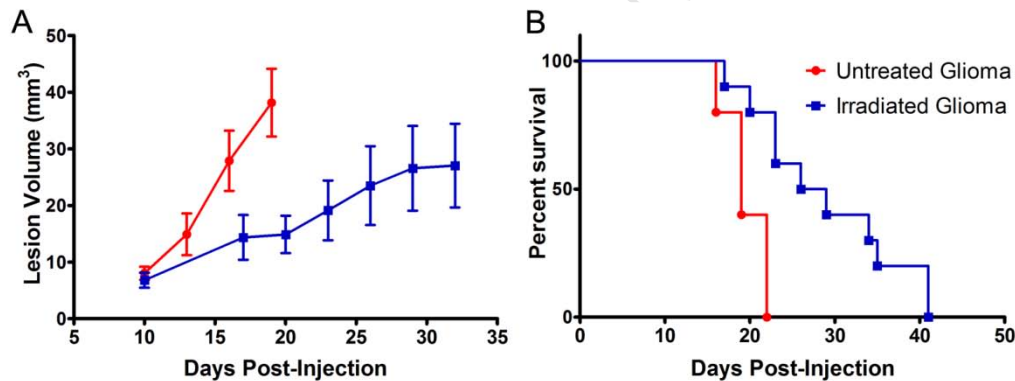 A
Lesion Volume (mm³)
50
40
30
20
10
0
5
10
15
20
25
30
35
Days Post-Injection
B
Percent survival
100
50
0
0
10
20
30
40
50
Days Post-Injection
Untreated Glioma
Irradiated Glioma